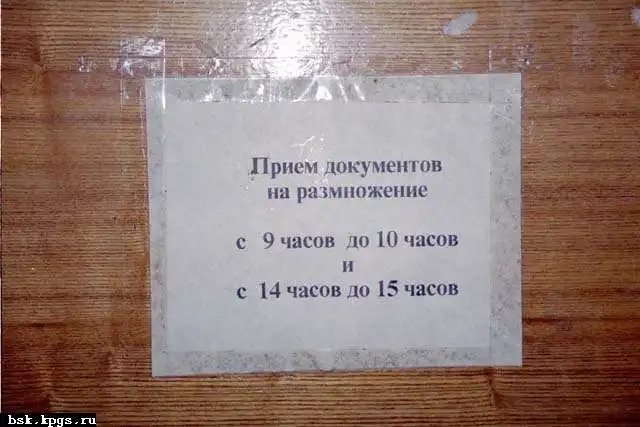 Прием документов
на размножение
с 9 часов до 10 часов
и
с 14 часов до 15 часов
bsk.kpgs.ru